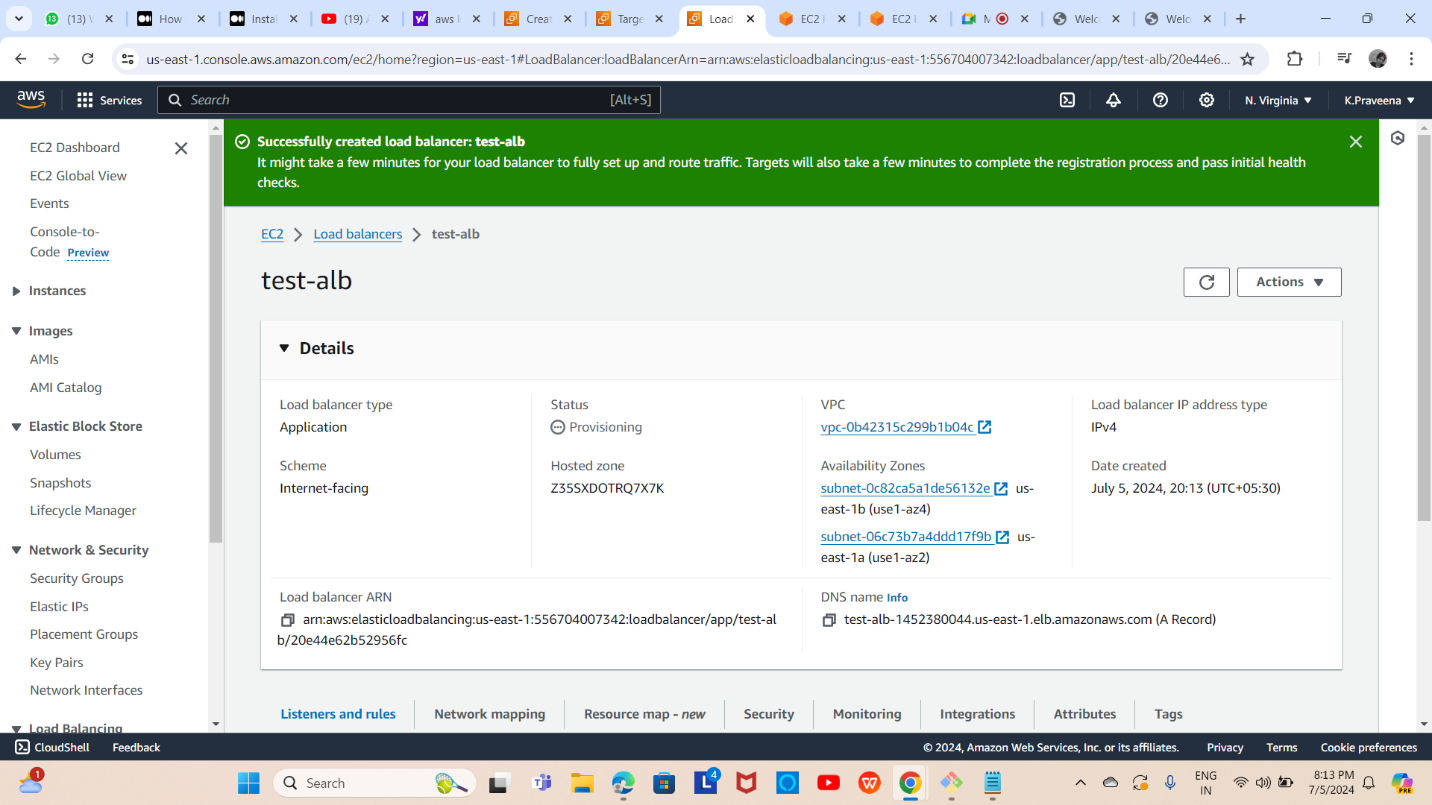 (13) V
How
Instal
(19) A
aws l
Creat
Targe
Load
EC2 I
EC2 I
M
Welc
Welc
us-east-1.console.aws.amazon.com/ec2/home?region=us-east-1#LoadBalancer:loadBalancerArn=arn:aws:elasticloadbalancing:us-east-1:556704007342:loadbalancer/app/test-alb/20e44e6...
aws
Services
Search
[Alt+S]
N. Virginia
K.Praveena
EC2 Dashboard
EC2 Global View
Events
Console-to-
Code Preview
Instances
Images
AMIs
AMI Catalog
Elastic Block Store
Volumes
Snapshots
Lifecycle Manager
Network & Security
Security Groups
Elastic IPs
Placement Groups
Key Pairs
Network Interfaces
Load Balancing
Successfully created load balancer: test-alb
It might take a few minutes for your load balancer to fully set up and route traffic. Targets will also take a few minutes to complete the registration process and pass initial health
checks.
EC2 > Load balancers > test-alb
test-alb
Actions
Details
Load balancer type
Application
Status
Provisioning
VPC
vpc-0b42315c299b1b04c
Load balancer IP address type
IPv4
Scheme
Internet-facing
Hosted zone
Z35SXDOTRQ7X7K
Availability Zones
subnet-0c82ca5a1de56132e us-
east-1b (use1-az4)
subnet-06c73b7a4ddd17f9b us-
east-1a (use1-az2)
Date created
July 5, 2024, 20:13 (UTC+05:30)
Load balancer ARN
arn:aws:elasticloadbalancing:us-east-1:556704007342:loadbalancer/app/test-al
b/20e44e62b52956fc
DNS name Info
test-alb-1452380044.us-east-1.elb.amazonaws.com (A Record)
Listeners and rules
Network mapping
Resource map - new
Security
Monitoring
Integrations
Attributes
Tags
CloudShell
Feedback
© 2024, Amazon Web Services, Inc. or its affiliates.
Privacy
Terms
Cookie preferences
1
Search
4
ENG
IN
8:13 PM
7/5/2024
PRE